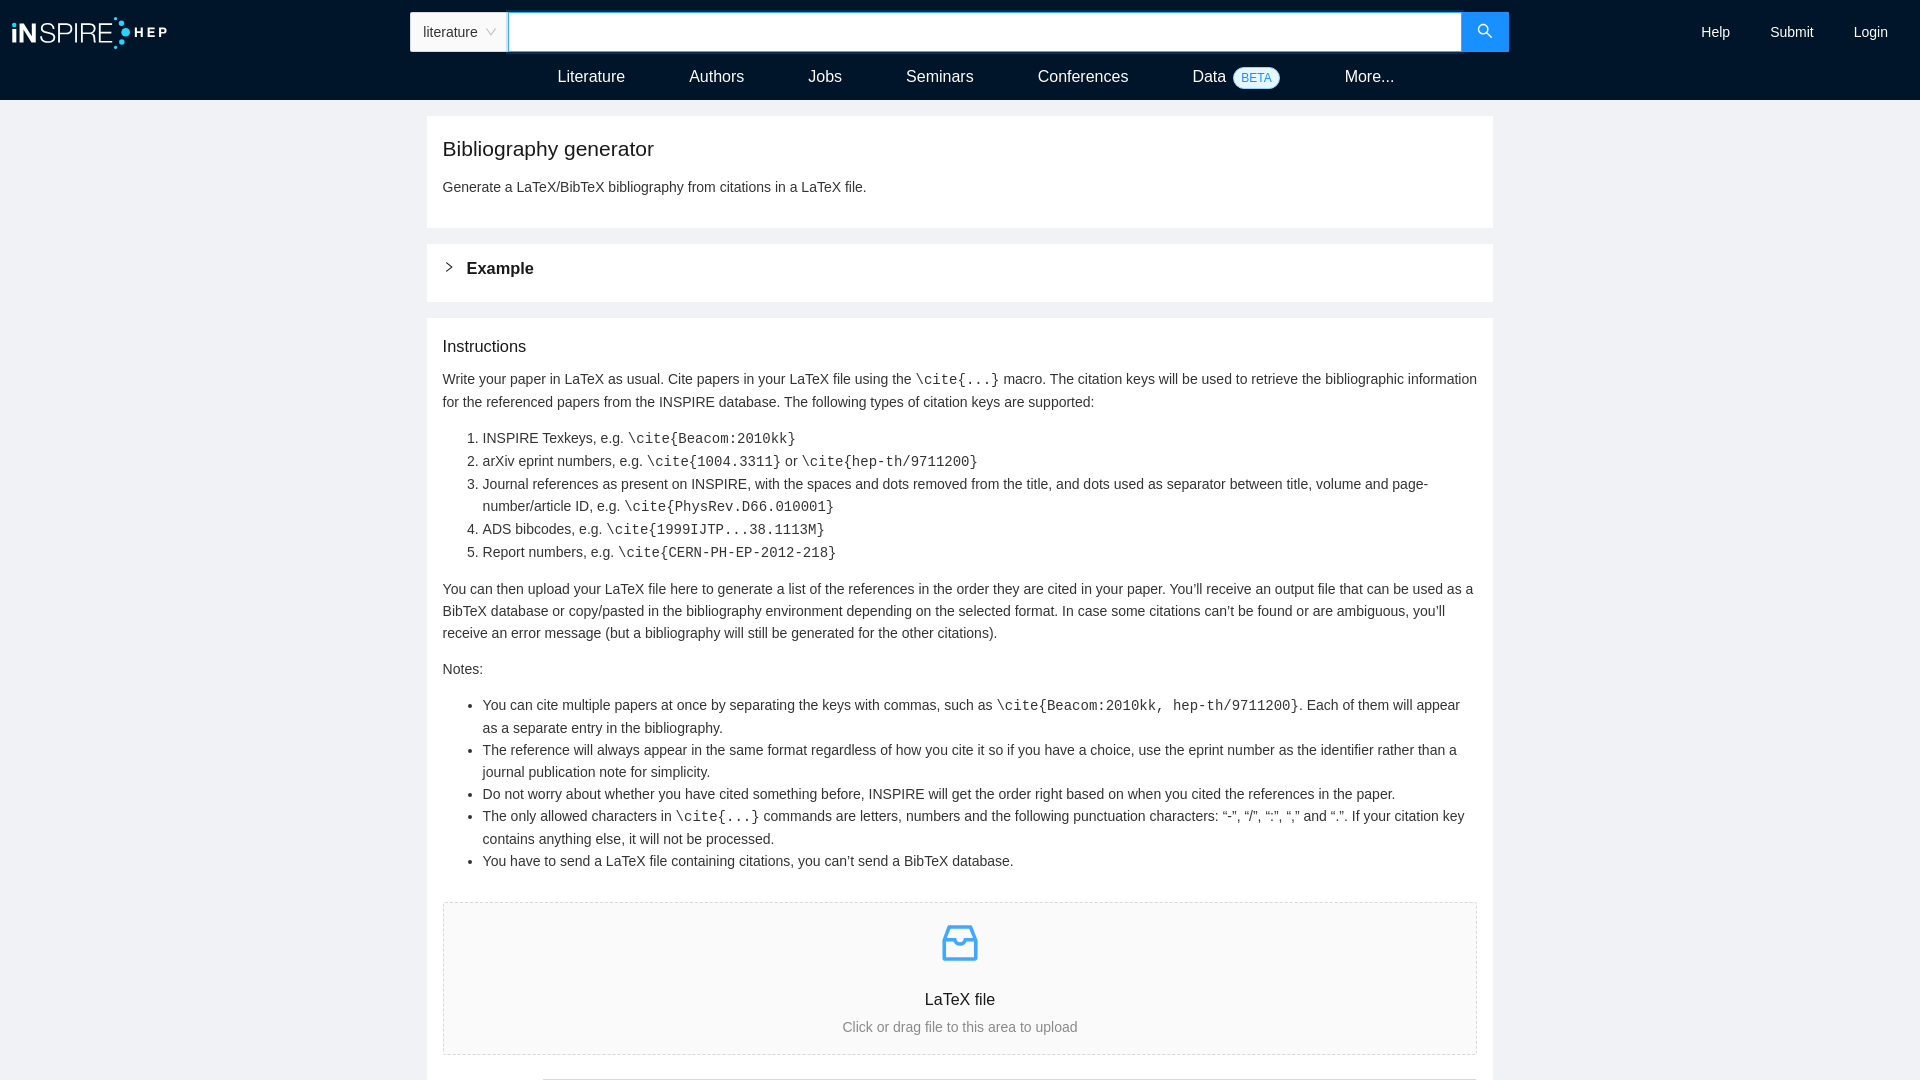 iNSPIRE HEP
literature
Help
Submit
Login
Literature
Authors
Jobs
Seminars
Conferences
Data BETA
More...
Bibliography generator
Generate a LaTeX/BibTeX bibliography from citations in a LaTeX file.
Example
Instructions
Write your paper in LaTeX as usual. Cite papers in your LaTeX file using the \cite{...} macro. The citation keys will be used to retrieve the bibliographic information
for the referenced papers from the INSPIRE database. The following types of citation keys are supported:
1. INSPIRE Texkeys, e.g. \cite{Beacom:2010kk}
2. arXiv eprint numbers, e.g. \cite{1004.3311} or \cite{hep-th/9711200}
3. Journal references as present on INSPIRE, with the spaces and dots removed from the title, and dots used as separator between title, volume and page-
number/article ID, e.g. \cite{PhysRev.D66.010001}
4. ADS bibcodes, e.g. \cite{1999IJTP...38.1113M}
5. Report numbers, e.g. \cite{CERN-PH-EP-2012-218}
You can then upload your LaTeX file here to generate a list of the references in the order they are cited in your paper. You’ll receive an output file that can be used as a
BibTeX database or copy/pasted in the bibliography environment depending on the selected format. In case some citations can’t be found or are ambiguous, you’ll
receive an error message (but a bibliography will still be generated for the other citations).
Notes:
• You can cite multiple papers at once by separating the keys with commas, such as \cite{Beacom:2010kk, hep-th/9711200}. Each of them will appear
as a separate entry in the bibliography.
• The reference will always appear in the same format regardless of how you cite it so if you have a choice, use the eprint number as the identifier rather than a
journal publication note for simplicity.
• Do not worry about whether you have cited something before, INSPIRE will get the order right based on when you cited the references in the paper.
• The only allowed characters in \cite{...} commands are letters, numbers and the following punctuation characters: “-”, “/”, “:”, “,” and “.”. If your citation key
contains anything else, it will not be processed.
• You have to send a LaTeX file containing citations, you can’t send a BibTeX database.
LaTeX file
Click or drag file to this area to upload